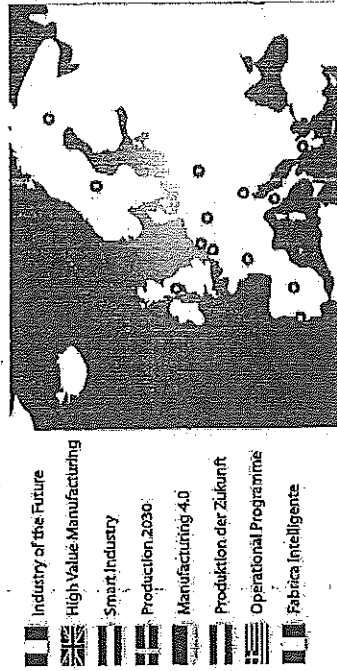 Industry of the Future
High Value Manufacturing
Smart Industry
Production 2030
Manufacturing 4.0
Produktion der Zukunft
Operational Programme
Fabrica Intelligente